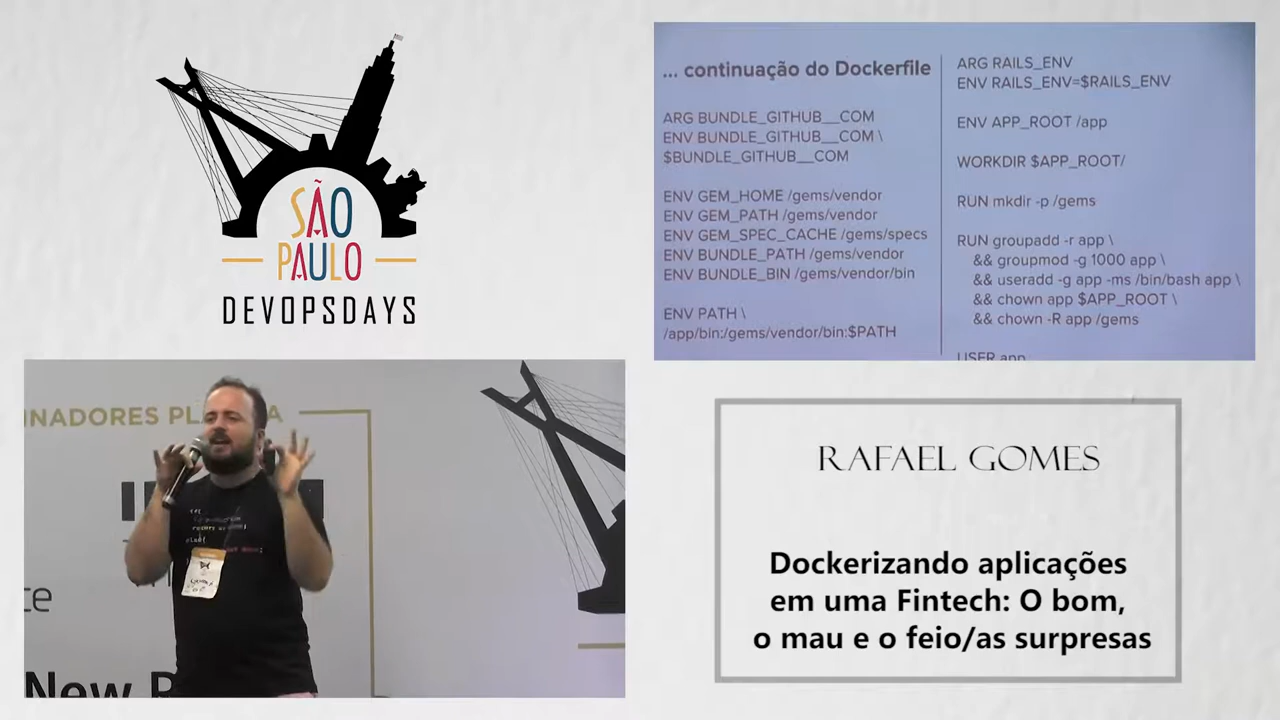 SÃO
PAULO
DEVOPSDAYS
... continuação do Dockerfile
ARG BUNDLE_GITHUB__COM
ENV BUNDLE_GITHUB__COM \
$BUNDLE_GITHUB__COM
ENV GEM_HOME /gems/vendor
ENV GEM_PATH /gems/vendor
ENV GEM_SPEC_CACHE /gems/specs
ENV BUNDLE_PATH /gems/vendor
ENV BUNDLE_BIN /gems/vendor/bin
ENV PATH \
/app/bin:/gems/vendor/bin:$PATH
ARG RAILS_ENV
ENV RAILS_ENV=$RAILS_ENV
ENV APP_ROOT /app
WORKDIR $APP_ROOT/
RUN mkdir -p /gems
RUN groupadd -r app \
&& groupmod -g 1000 app \
&& useradd -g app -ms /bin/bash app \
&& chown app $APP_ROOT \
&& chown -R app /gems
USER app
INADORES PL
New
RAFAEL GOMES
Dockerizando aplicações
em uma Fintech: O bom,
o mau e o feio/as surpresas